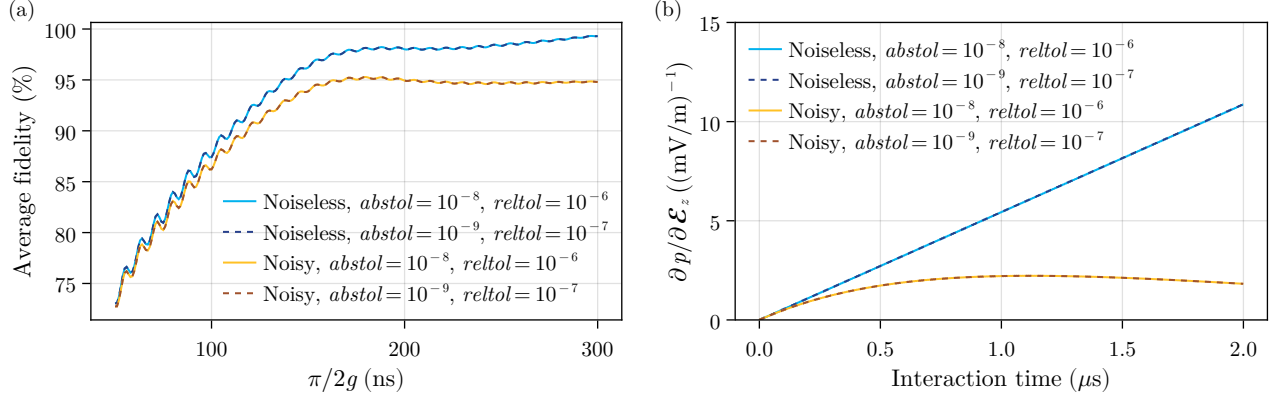 (a)
100
95
90
85
80
75
Average fidelity (%)
Noiseless, abstol = 10⁻⁸, reltol = 10⁻⁶
Noiseless, abstol = 10⁻⁹, reltol = 10⁻⁷
Noisy, abstol = 10⁻⁸, reltol = 10⁻⁶
Noisy, abstol = 10⁻⁹, reltol = 10⁻⁷
100
200
300
π/2g (ns)
(b)
15
10
5
0
∂p/∂ℰ_z ((mV/m)⁻¹
Noiseless, abstol = 10⁻⁸, reltol = 10⁻⁶
Noiseless, abstol = 10⁻⁹, reltol = 10⁻⁷
Noisy, abstol = 10⁻⁸, reltol = 10⁻⁶
Noisy, abstol = 10⁻⁹, reltol = 10⁻⁷
0.0
0.5
1.0
1.5
2.0
Interaction time (μs)